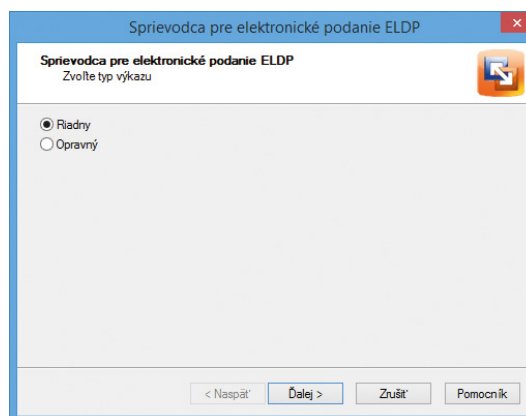 Sprievodca pre elektronické podanie ELDP
Sprievodca pre elektronické podanie ELDP
Zvoľte typ výkazu
Riadny
Opravný
< Naspäť
Ďalej >
Zrušiť
Pomocník